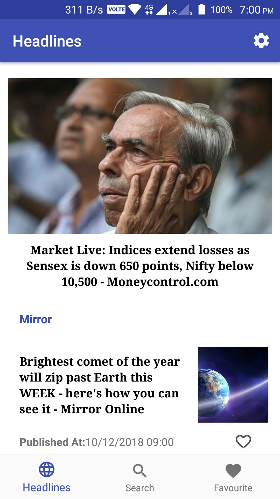 311 B/s VOLTE 4G 100% 7:00 PM
Headlines
Market Live: Indices extend losses as
Sensex is down 650 points, Nifty below
10,500 - Moneycontrol.com
Mirror
Brightest comet of the year
will zip past Earth this
WEEK - here's how you can
see it - Mirror Online
Published At:10/12/2018 09:00
Headlines
Search
Favourite